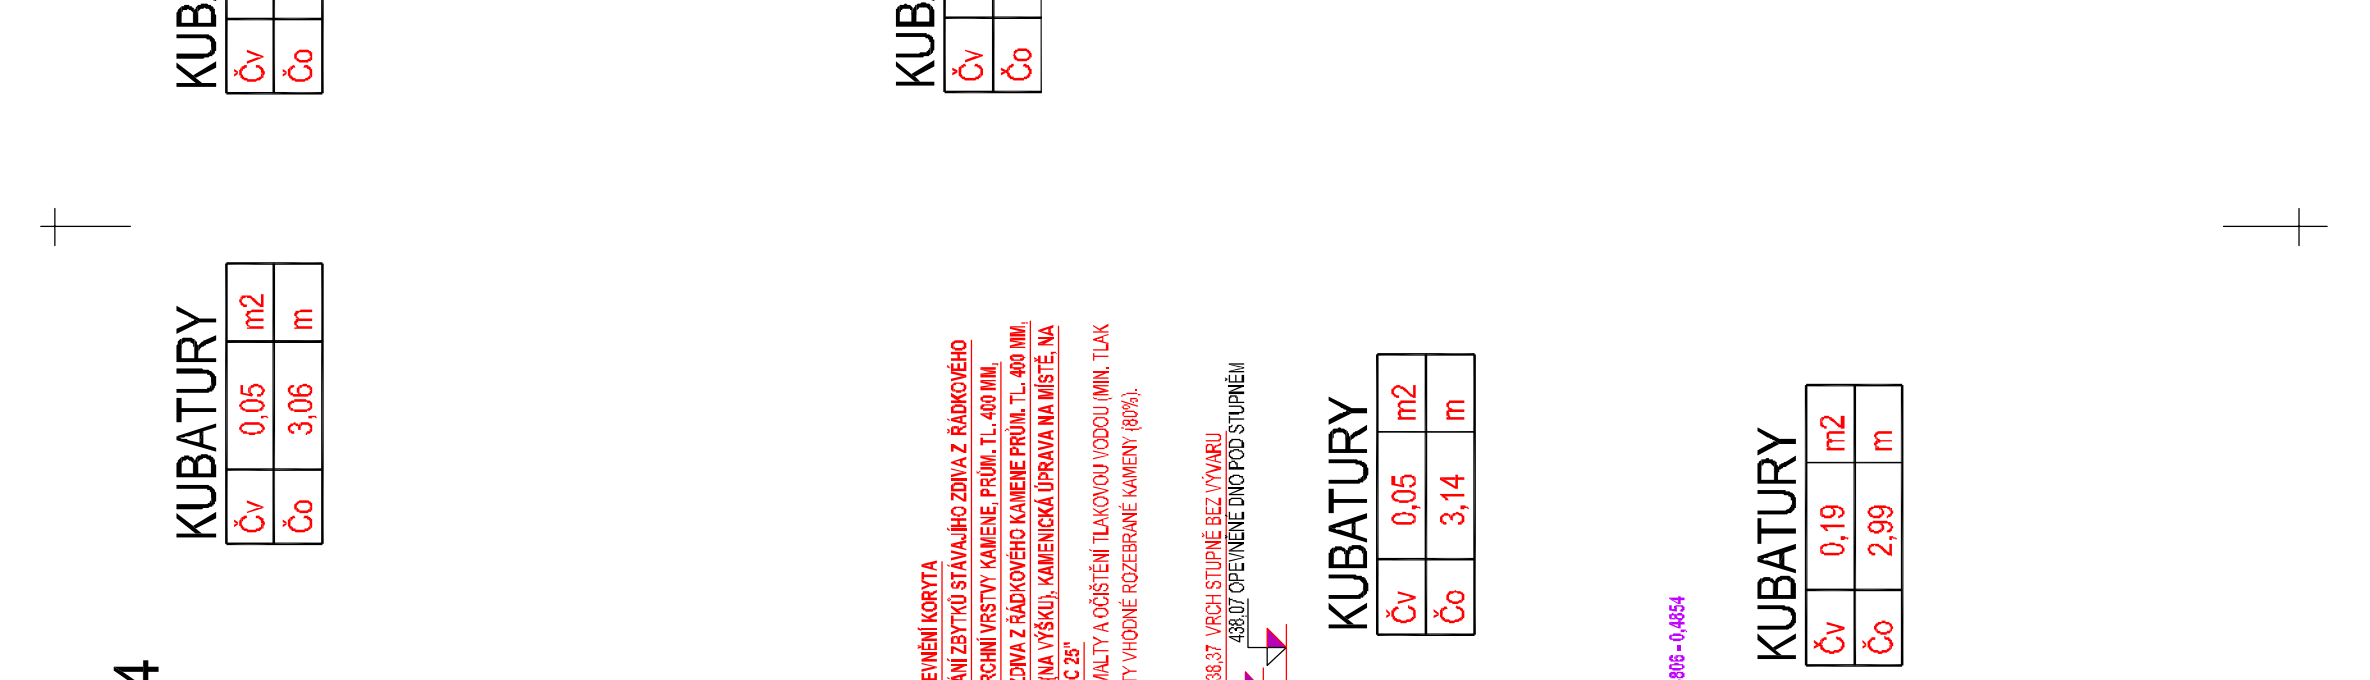 KUB
Čv
Čo
KUB
Čv
Čo
KUBATURY
Čv 0,05 m2
Čo 3,06 m
4
EVNĚNÍ KORYTA
ÁNÍ ZBYTKŮ STÁVAJÍHO ZDIVA Z ŘÁDKOVÉHO
RCHNÍ VRSTVY KAMENE, PRŮM. TL. 400 MM,
ZDIVA Z ŘÁDKOVÉHO KAMENE PRŮM. TL. 400 MM,
(NA VÝŠKU), KAMENICKÁ ÚPRAVA NA MÍSTĚ, NA
C 25"
MALTY A OČIŠTĚNÍ TLAKOVOU VODOU (MIN. TLAK
TY VHODNÉ ROZEBRANÉ KAMENY (80%).
38,37 VRCH STUPNĚ BEZ VÝVARU
438,07 OPEVNĚNÉ DNO POD STUPNĚM
KUBATURY
Čv 0,05 m2
Čo 3,14 m
806 - 0,4854
KUBATURY
Čv 0,19 m2
Čo 2,99 m